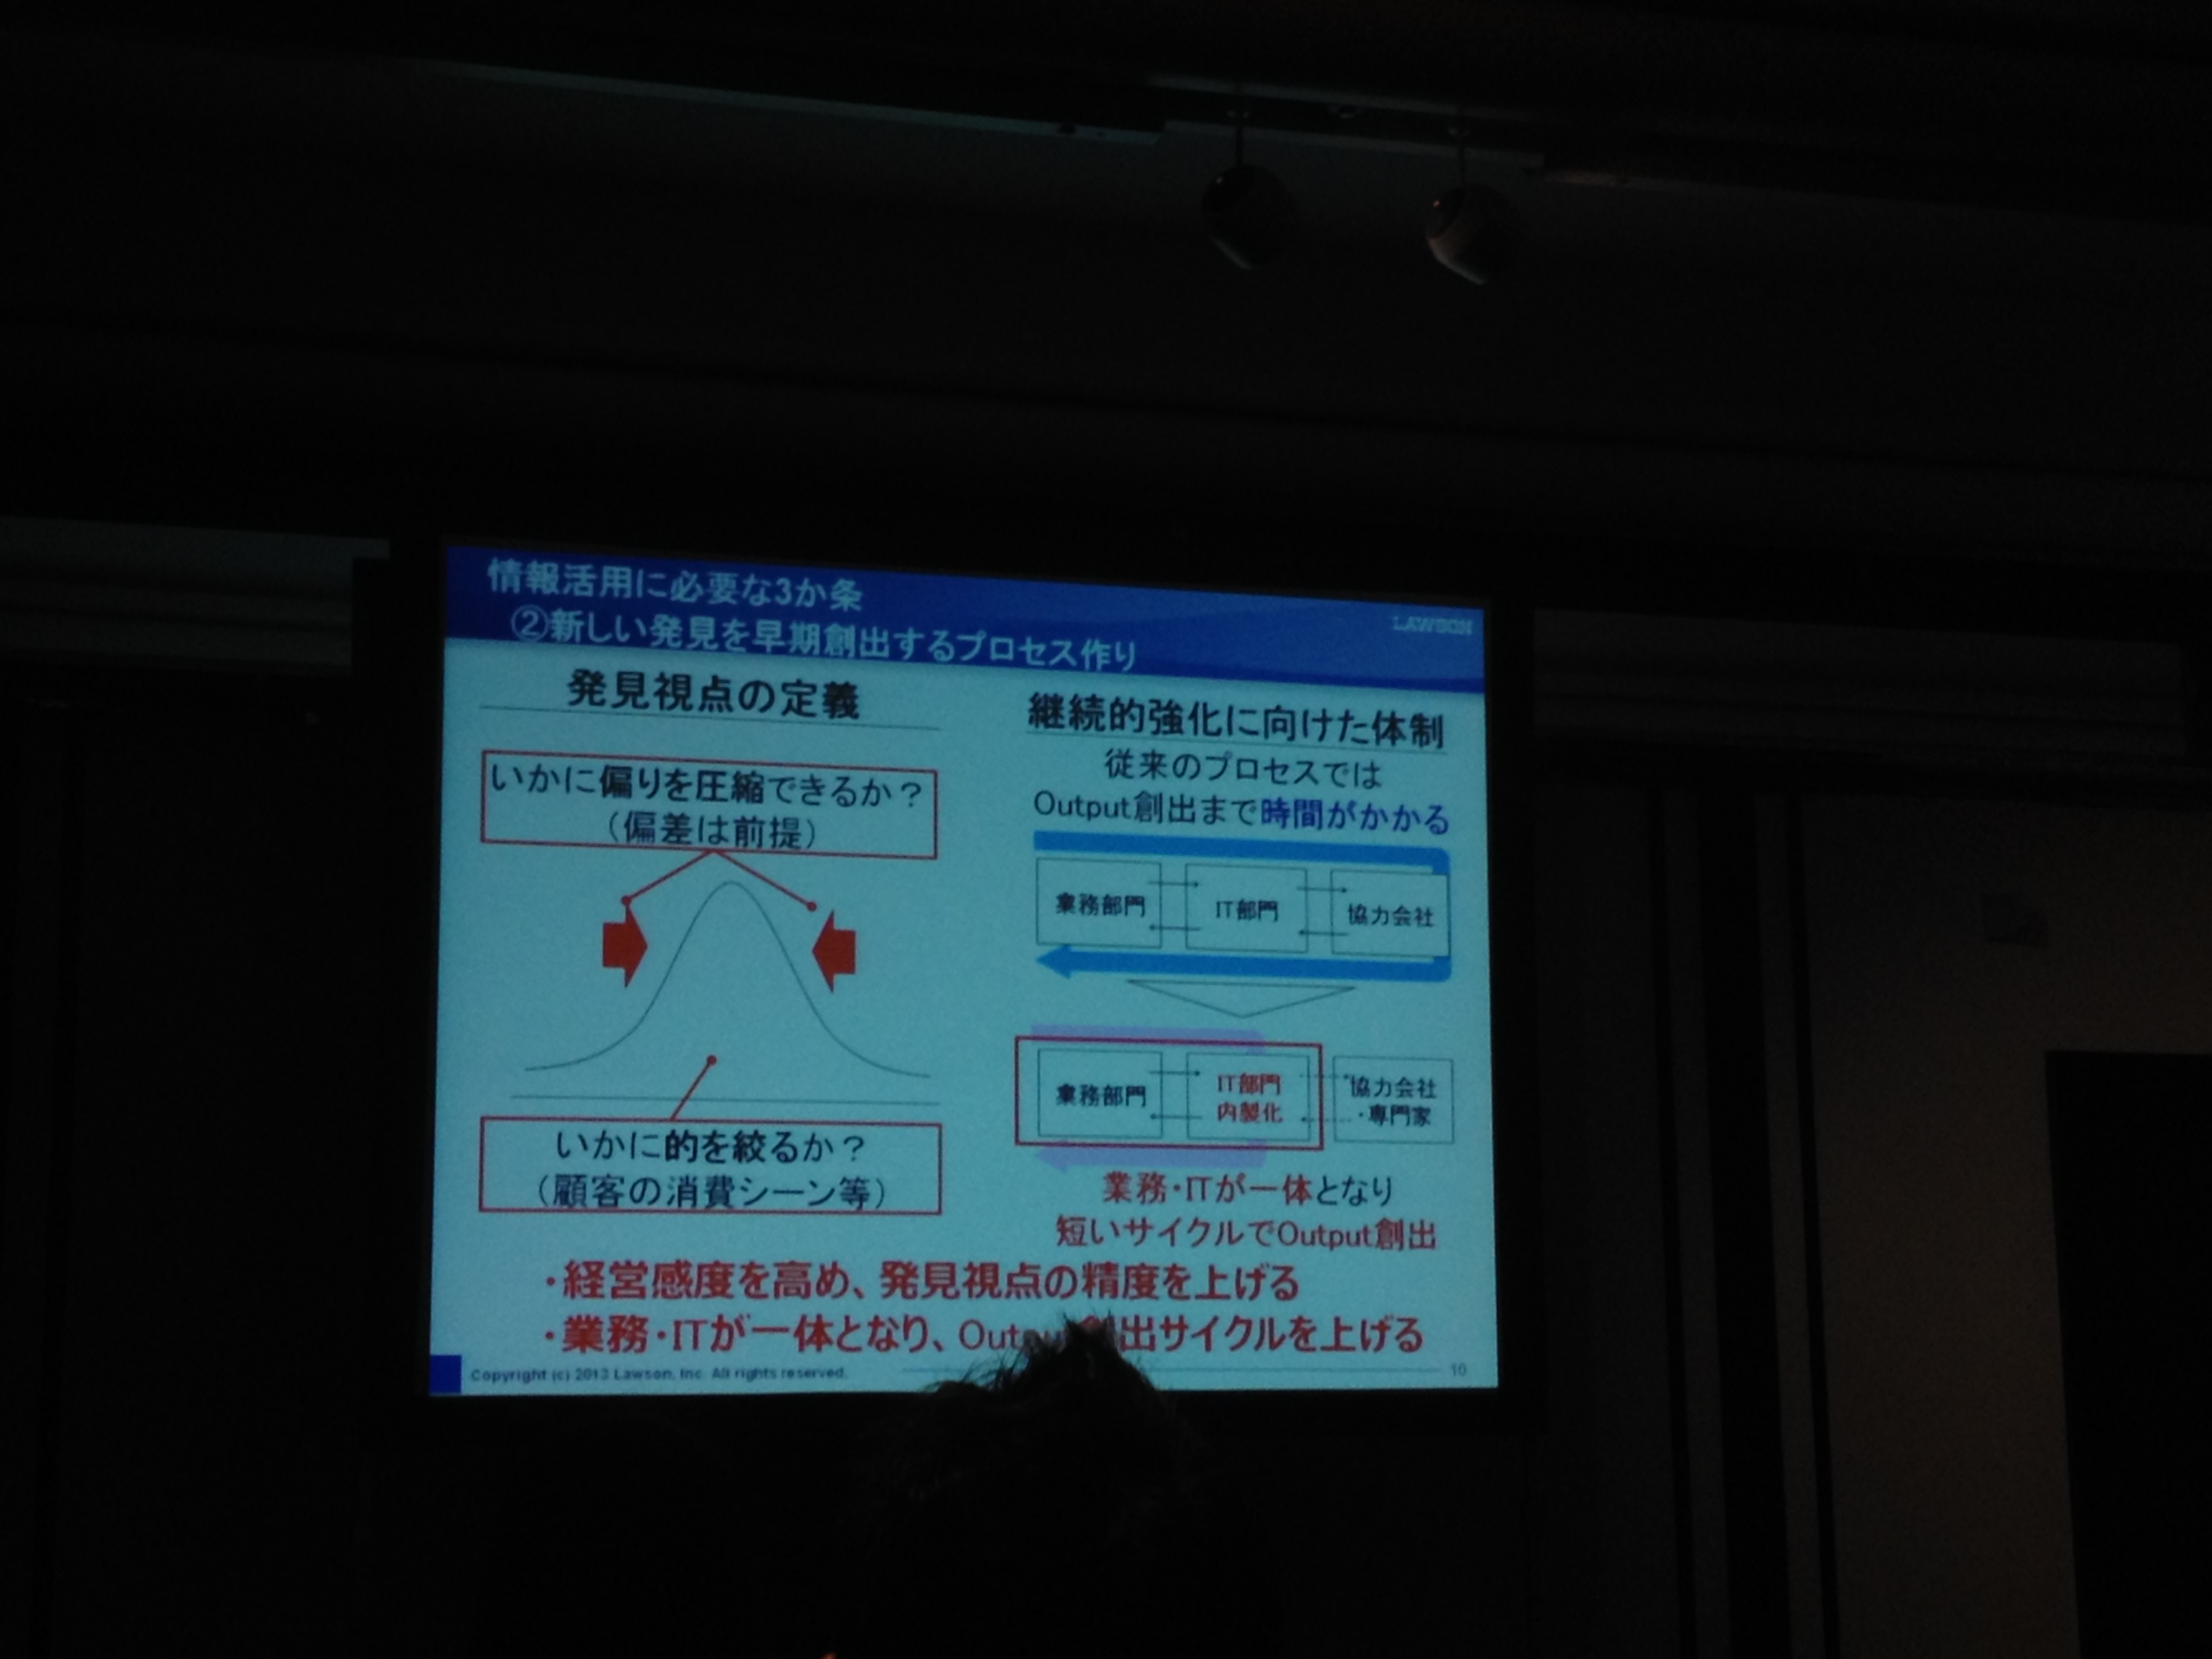 情報活用に必要な3か条
②新しい発見を早期創出するプロセス作り
LAWSON
発見視点の定義
いかに偏りを圧縮できるか？
（偏差は前提）
いかに的を絞るか？
（顧客の消費シーン等）
継続的強化に向けた体制
従来のプロセスでは
Output創出まで時間がかかる
業務部門
IT部門
協力会社
業務部門
IT部門
内製化
協力会社
・専門家
業務・ITが一体となり
短いサイクルでOutput創出
・経営感度を高め、発見視点の精度を上げる
・業務・ITが一体となり、Output創出サイクルを上げる
Copyright (c) 2013 Lawson, Inc. All rights reserved.